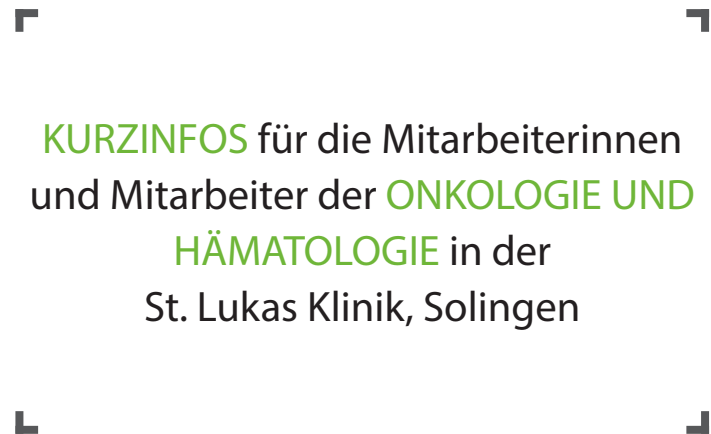 KURZINFOS für die Mitarbeiterinnen
und Mitarbeiter der ONKOLOGIE UND
HÄMATOLOGIE in der
St. Lukas Klinik, Solingen